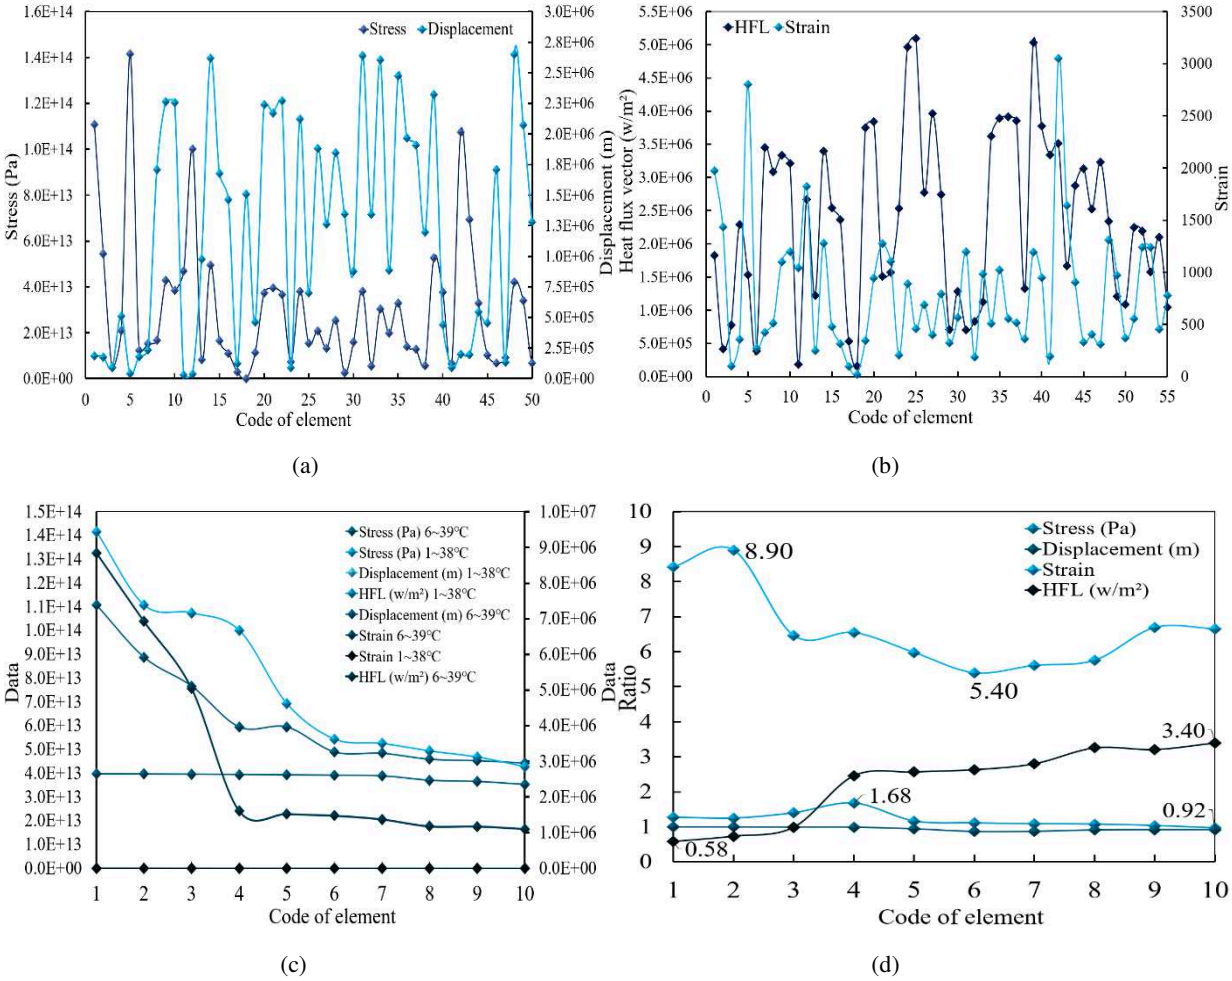 1.6E+14
1.4E+14
1.2E+14
1.0E+14
8.0E+13
6.0E+13
4.0E+13
2.0E+13
0.0E+00
Stress (Pa)
Stress Displacement
3.0E+06
2.8E+06
2.5E+06
2.3E+06
2.0E+06
1.8E+06
1.5E+06
1.3E+06
1.0E+06
7.5E+05
5.0E+05
2.5E+05
0.0E+00
Displacement (m)
0 5 10 15 20 25 30 35 40 45 50
Code of element
(a)
5.5E+06
5.0E+06
4.5E+06
4.0E+06
3.5E+06
3.0E+06
2.5E+06
2.0E+06
1.5E+06
1.0E+06
5.0E+05
0.0E+00
Heat flux vector (w/m²)
HFL Strain
3500
3000
2500
2000
1500
1000
500
0
Strain
0 5 10 15 20 25 30 35 40 45 50 55
Code of element
(b)
1.5E+14
1.4E+14
1.3E+14
1.2E+14
1.1E+14
1.0E+14
9.0E+13
8.0E+13
7.0E+13
6.0E+13
5.0E+13
4.0E+13
3.0E+13
2.0E+13
1.0E+13
0.0E+00
Data
Stress (Pa) 6~39℃
Stress (Pa) 1~38℃
Displacement (m) 1~38℃
HFL (w/m²) 1~38℃
Displacement (m) 6~39℃
Strain 6~39℃
Strain 1~38℃
HFL (w/m²) 6~39℃
1.0E+07
9.0E+06
8.0E+06
7.0E+06
6.0E+06
5.0E+06
4.0E+06
3.0E+06
2.0E+06
1.0E+06
0.0E+00
Data
1 2 3 4 5 6 7 8 9 10
Code of element
(c)
10
9
8
7
6
5
4
3
2
1
0
Ratio
Stress (Pa)
Displacement (m)
Strain
HFL (w/m²)
8.90
5.40
3.40
1.68
0.92
0.58
1 2 3 4 5 6 7 8 9 10
Code of element
(d)